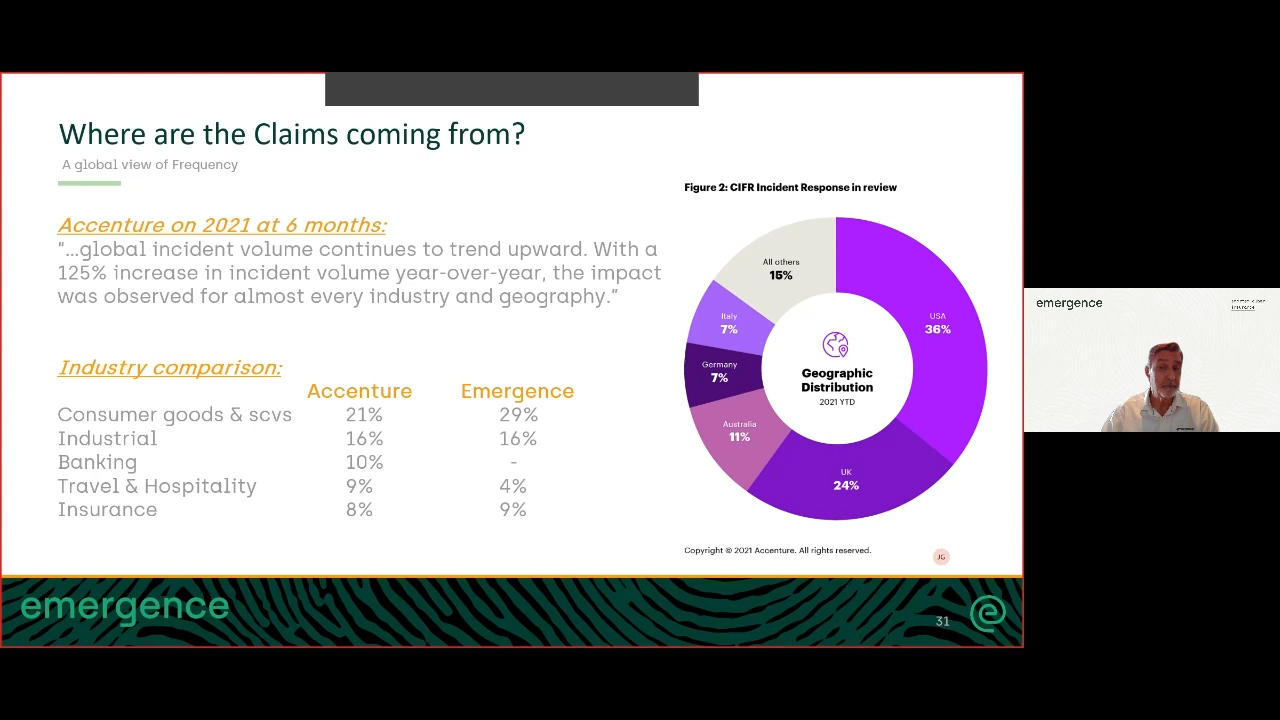 Where are the Claims coming from?
A global view of Frequency
Accenture on 2021 at 6 months:
“...global incident volume continues to trend upward. With a
125% increase in incident volume year-over-year, the impact
was observed for almost every industry and geography.”
Industry comparison:
Accenture Emergence
Consumer goods & scvs 21% 29%
Industrial 16% 16%
Banking 10% -
Travel & Hospitality 9% 4%
Insurance 8% 9%
Figure 2: CIFR Incident Response in review
All others
15%
USA
36%
Italy
7%
Germany
7%
Australia
11%
UK
24%
Geographic
Distribution
2021 YTD
Copyright © 2021 Accenture. All rights reserved.
JG
emergence
31
emergence